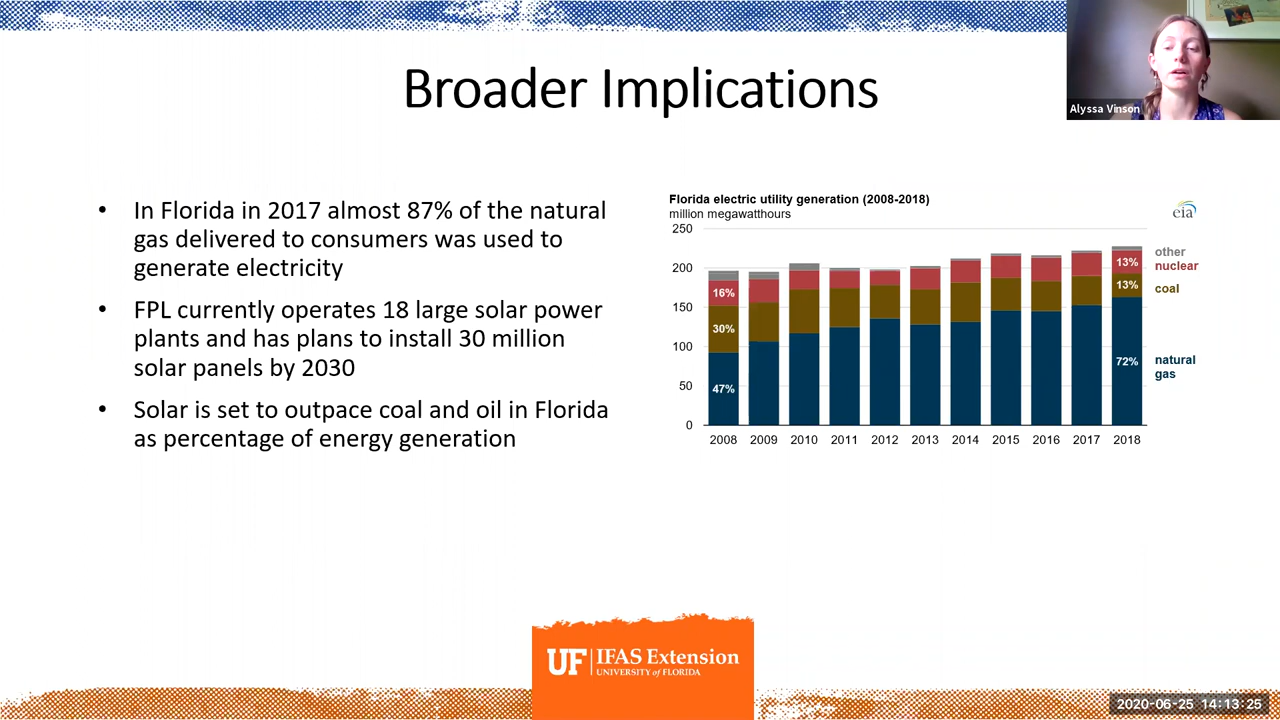 Broader Implications
Alyssa Vinson
• In Florida in 2017 almost 87% of the natural
gas delivered to consumers was used to
generate electricity
• FPL currently operates 18 large solar power
plants and has plans to install 30 million
solar panels by 2030
• Solar is set to outpace coal and oil in Florida
as percentage of energy generation
Florida electric utility generation (2008-2018)
million megawatthours
eia
250
200
150
100
50
0
16%
30%
47%
13%
13%
72%
other
nuclear
coal
natural
gas
2008 2009 2010 2011 2012 2013 2014 2015 2016 2017 2018
UF IFAS Extension
UNIVERSITY of FLORIDA
2020-06-25 14:13:25